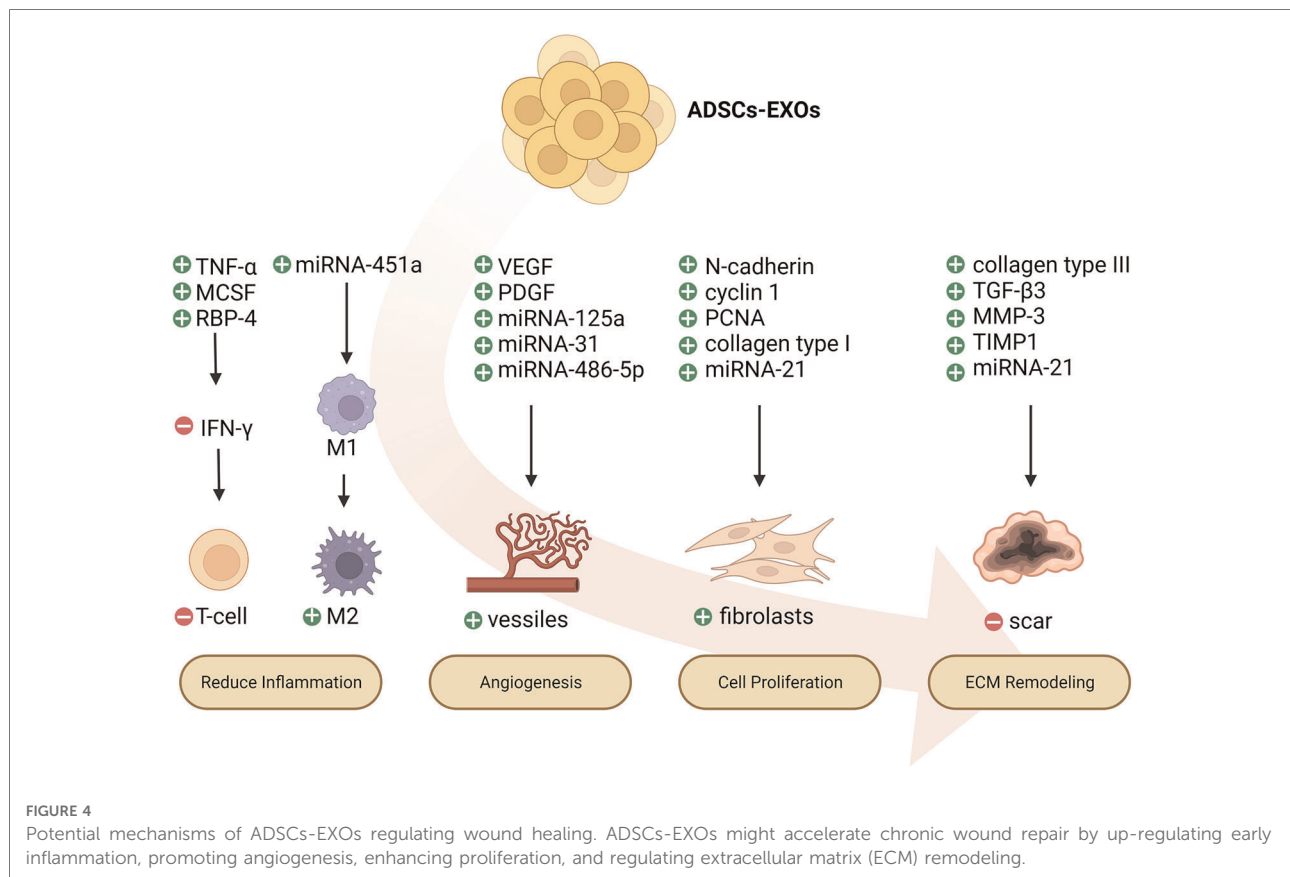 ADSCs-EXOs
TNF-α
MCSF
RBP-4
IFN-γ
T-cell
miRNA-451a
M1
M2
Reduce Inflammation
VEGF
PDGF
miRNA-125a
miRNA-31
miRNA-486-5p
vessiles
Angiogenesis
N-cadherin
cyclin 1
PCNA
collagen type I
miRNA-21
fibrolasts
Cell Proliferation
collagen type III
TGF-β3
MMP-3
TIMP1
miRNA-21
scar
ECM Remodeling
FIGURE 4
Potential mechanisms of ADSCs-EXOs regulating wound healing. ADSCs-EXOs might accelerate chronic wound repair by up-regulating early
inflammation, promoting angiogenesis, enhancing proliferation, and regulating extracellular matrix (ECM) remodeling.